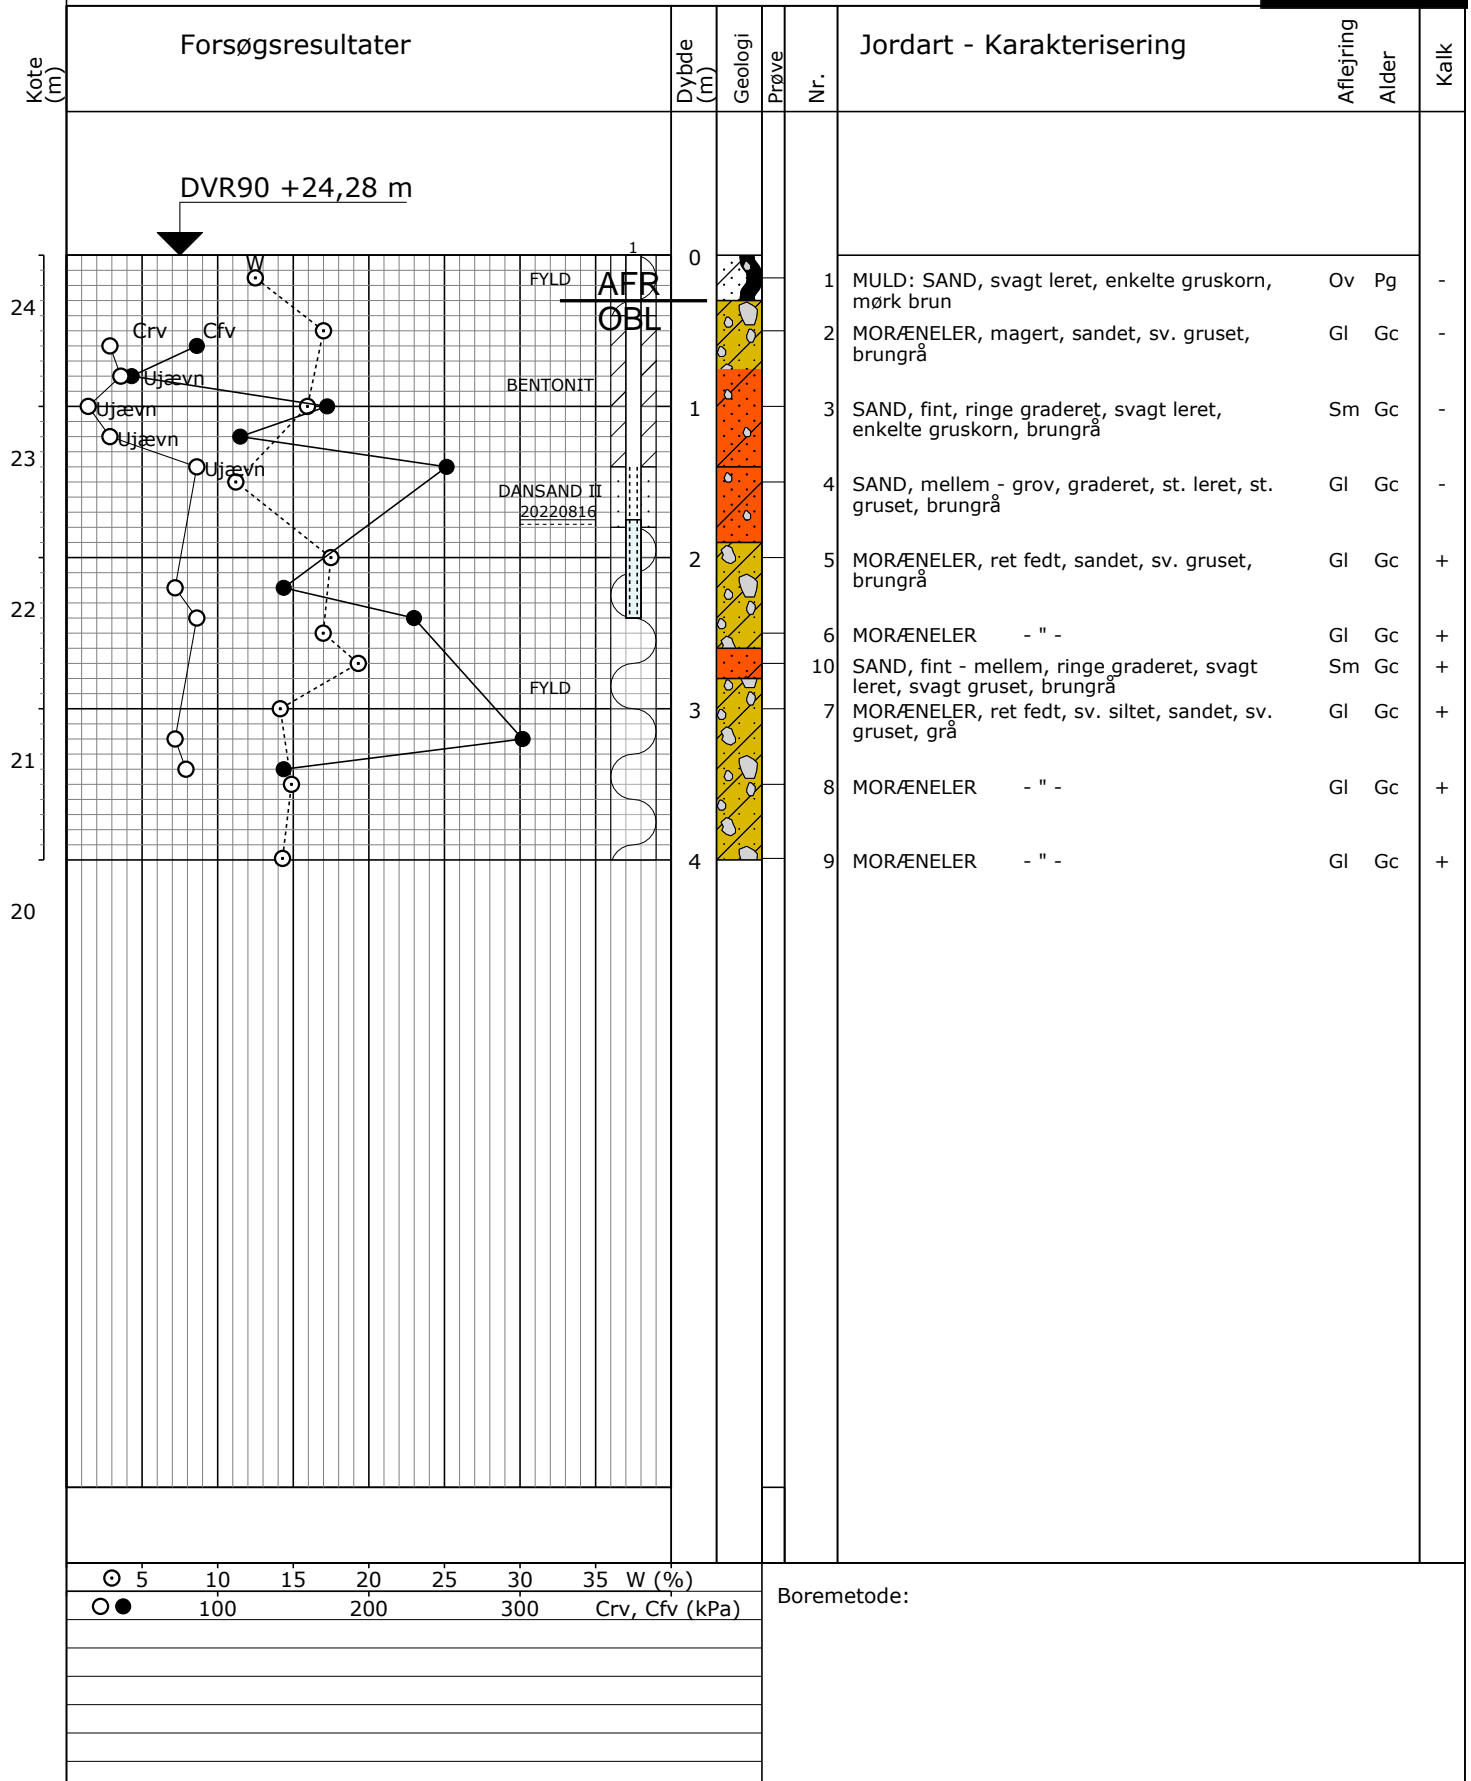 Kote
(m)
Forsøgsresultater
Dybde
(m)
Geologi
Prøve
Nr.
Jordart - Karakterisering
Aflejring
Alder
Kalk
DVR90 +24,28 m
1
0
W
FYLD
AFR
OBL
1 MULD: SAND, svagt leret, enkelte gruskorn, Ov Pg -
mørk brun
24
Crv Cfv
2 MORÆNELER, magert, sandet, sv. gruset, Gl Gc -
brungrå
Ujævn
BENTONIT
Ujævn
1
3 SAND, fint, ringe graderet, svagt leret, Sm Gc -
enkelte gruskorn, brungrå
Ujævn
23
Ujævn
DANSAND II
20220816
4 SAND, mellem - grov, graderet, st. leret, st. Gl Gc -
gruset, brungrå
2
5 MORÆNELER, ret fedt, sandet, sv. gruset, Gl Gc +
brungrå
22
6 MORÆNELER - " - Gl Gc +
10 SAND, fint - mellem, ringe graderet, svagt Sm Gc +
leret, svagt gruset, brungrå
FYLD
3
7 MORÆNELER, ret fedt, sv. siltet, sandet, sv. Gl Gc +
gruset, grå
21
8 MORÆNELER - " - Gl Gc +
4
9 MORÆNELER - " - Gl Gc +
20
5 10 15 20 25 30 35 W (%)
100 200 300 Crv, Cfv (kPa)
Boremetode: